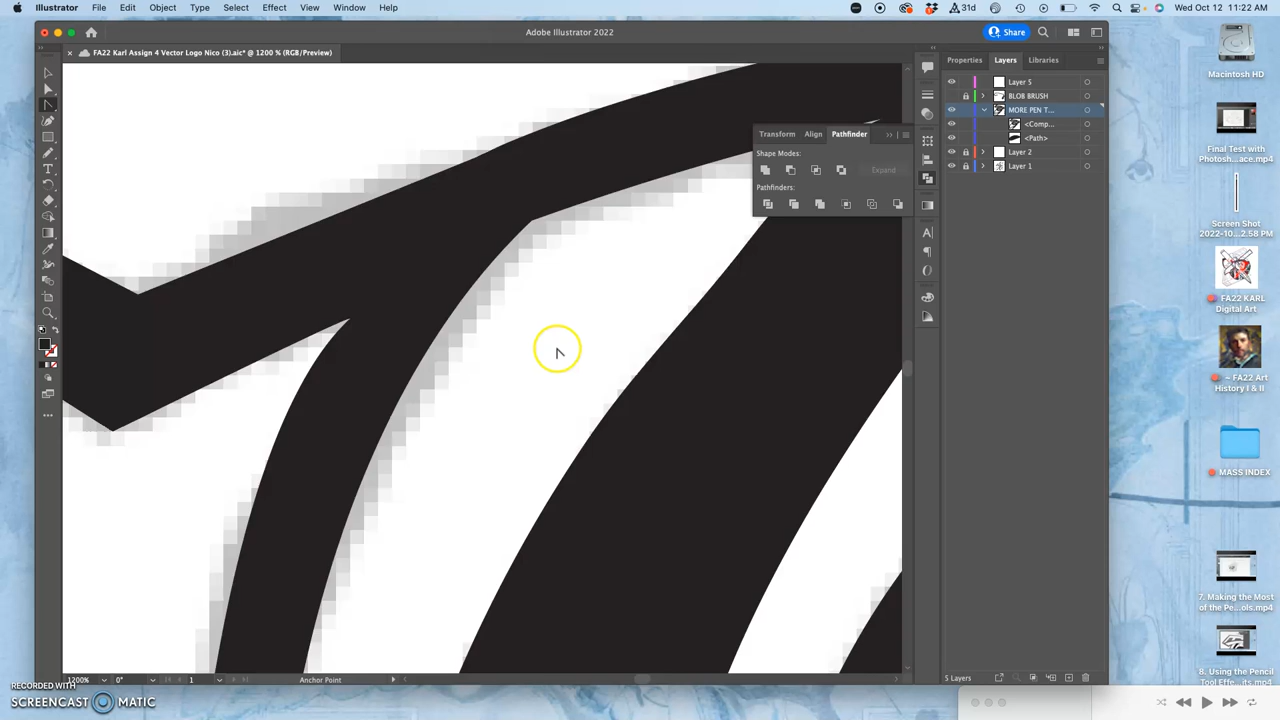 Illustrator File Edit Object Type Select Effect View Window Help 31d Wed Oct 12 11:22 AM
Adobe Illustrator 2022
Share
× FA22 Karl Assign 4 Vector Logo Nico (3).aic* @ 1200 % (RGB/Preview)
Properties Layers Libraries
Layer 5
BLOB BRUSH
MORE PEN T...
<Comp...
<Path>
Layer 2
Layer 1
Transform Align Pathfinder
Shape Modes:
Expand
Pathfinders:
Macintosh HD
Final Test with
Photosh...ace.mp4
Screen Shot
2022-10...2.58 PM
FA22 KARL
Digital Art
~ FA22 Art
History I & II
MASS INDEX
7. Making the Most
of the Pe...ols.mp4
8. Using the Pencil
Tool Effe...its.mp4
1200% 0° 1 Anchor Point
5 Layers
RECORDED WITH
SCREENCAST MATIC